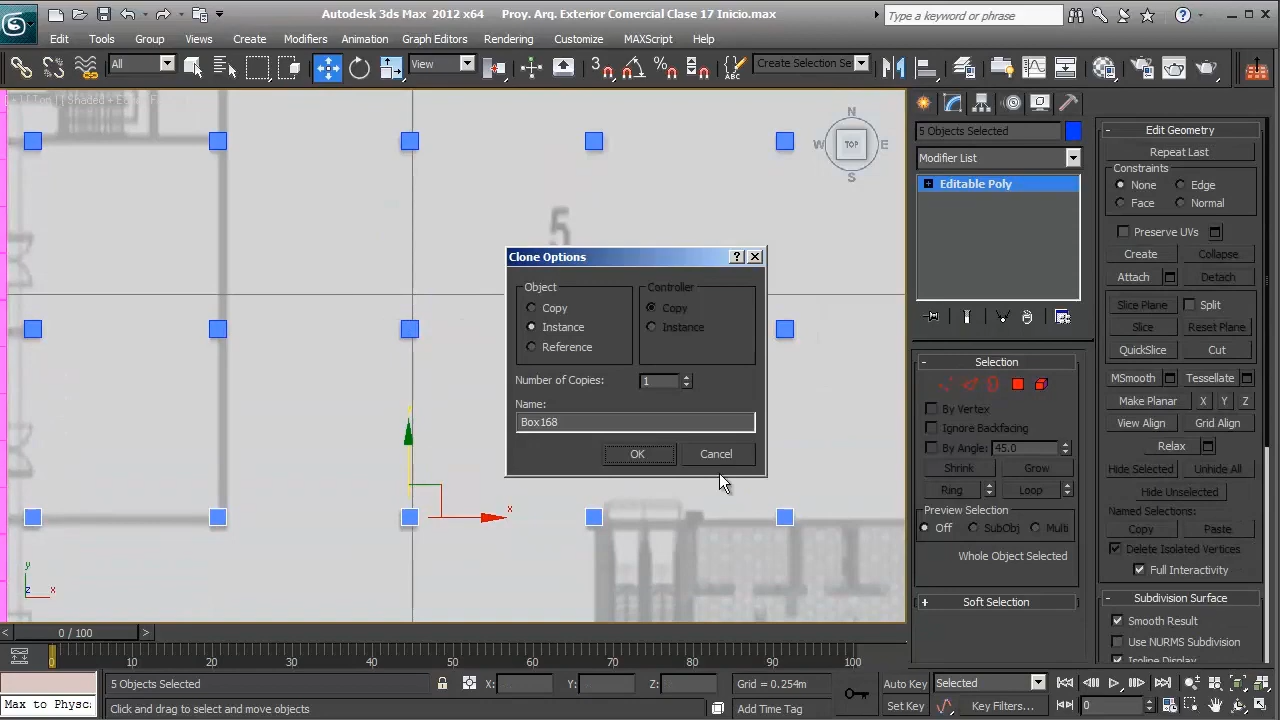 Autodesk 3ds Max 2012 x64 Proy. Arq. Exterior Comercial Clase 17 Inicio.max
Type a keyword or phrase
Edit Tools Group Views Create Modifiers Animation Graph Editors Rendering Customize MAXScript Help
All View Create Selection Se
N
W TOP E
S
5
5 Objects Selected
Modifier List
Editable Poly
Selection
By Vertex
Ignore Backfacing
By Angle: 45.0
Shrink Grow
Ring Loop
Preview Selection
Off SubObj Multi
Whole Object Selected
Soft Selection
Edit Geometry
Repeat Last
Constraints
None Edge
Face Normal
Preserve UVs
Create Collapse
Attach Detach
Slice Plane Split
Slice Reset Plane
QuickSlice Cut
MSmooth Tessellate
Make Planar X Y Z
View Align Grid Align
Relax
Hide Selected Unhide All
Hide Unselected
Named Selections:
Copy Paste
Delete Isolated Vertices
Full Interactivity
Subdivision Surface
Smooth Result
Use NURMS Subdivision
Isoline Display
Clone Options
Object Controller
Copy Copy
Instance Instance
Reference
Number of Copies: 1
Name:
Box168
OK Cancel
x
y
z x
0 / 100
0 10 20 30 40 50 60 70 80 90 100
5 Objects Selected X: Y: Z: Grid = 0.254m Auto Key Selected
Max to Physc Click and drag to select and move objects Add Time Tag Set Key Key Filters... 0